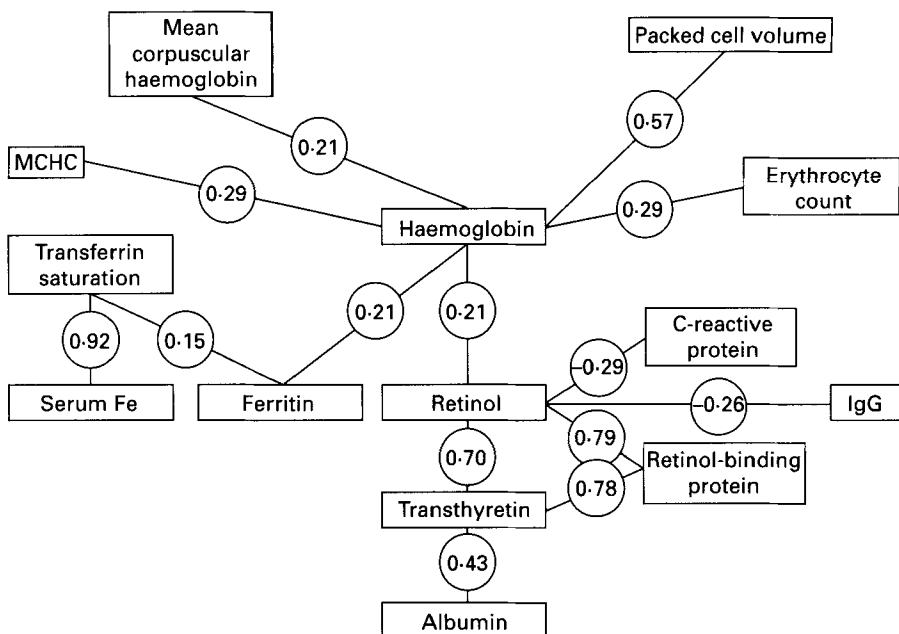 Mean
corpuscular
haemoglobin
Packed cell volume
0·57
0·21
MCHC
0·29
Erythrocyte
count
0·29
Haemoglobin
Transferrin
saturation
0·21
0·21
0·92
0·15
C-reactive
protein
−0·29
Serum Fe
Ferritin
Retinol
−0·26
IgG
0·79
Retinol-binding
protein
0·70
0·78
Transthyretin
0·43
Albumin